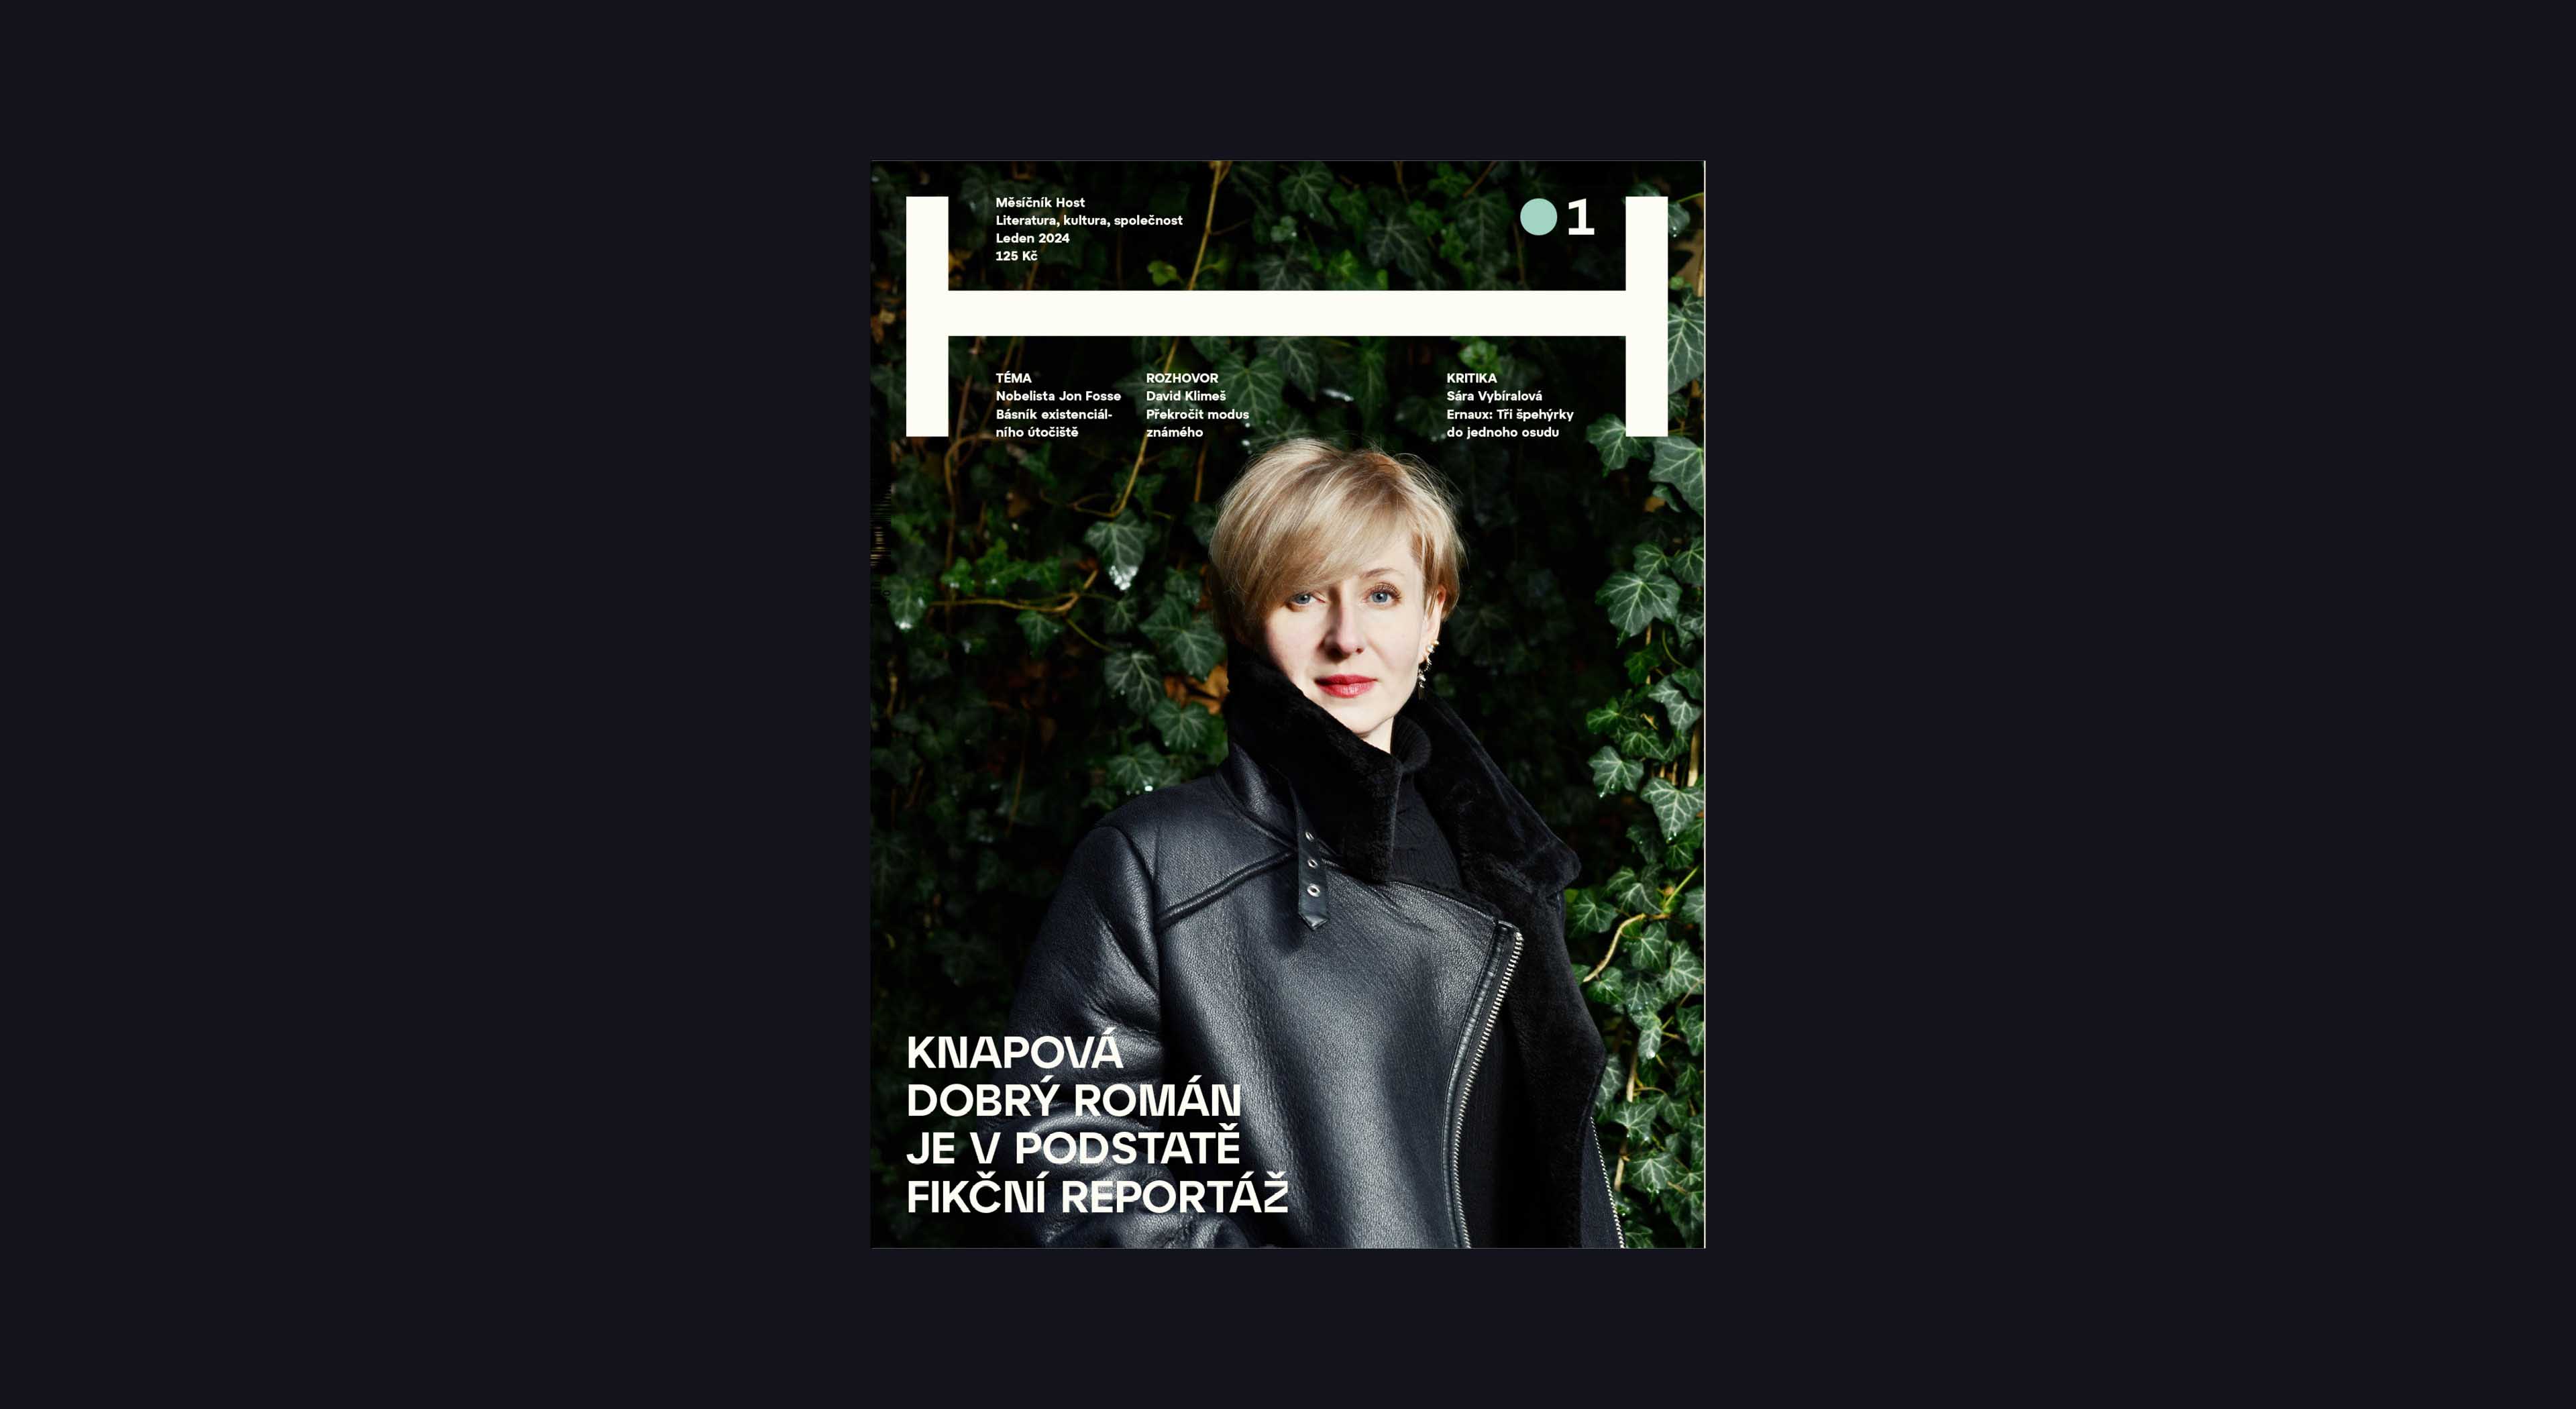 Měsíčník Host
Literatura, kultura, společnost
Leden 2024
125 Kč
1
H
TÉMA
Nobelista Jon Fosse
Básník existenciál-
ního útočiště
ROZHOVOR
David Klimeš
Překročit modus
známého
KRITIKA
Sára Vybíralová
Ernaux: Tři špehýrky
do jednoho osudu
KNAPOVÁ
DOBRÝ ROMÁN
JE V PODSTATĚ
FIKČNÍ REPORTÁŽ